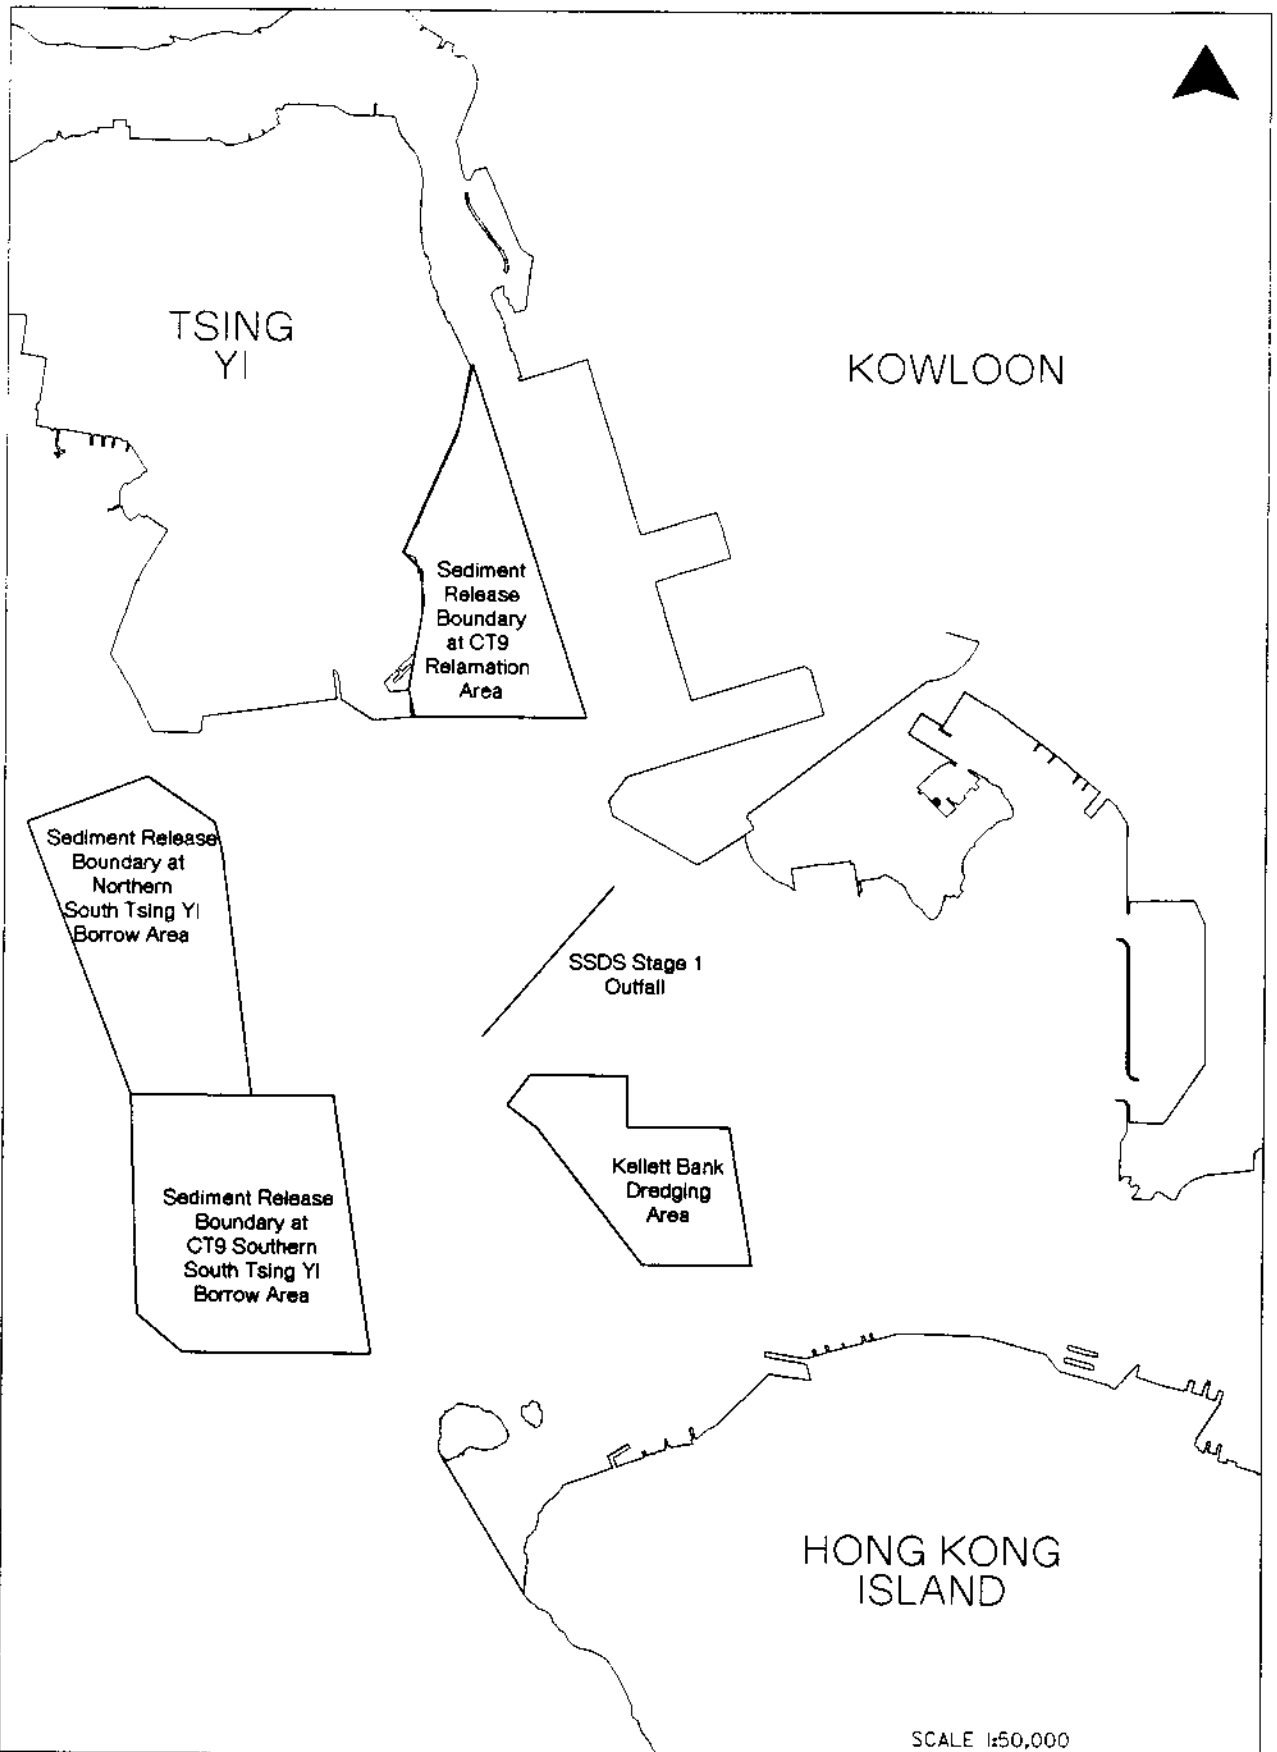 TSING
YI
KOWLOON
Sediment
Release
Boundary
at CT9
Relamation
Area
Sediment Release
Boundary at
Northern
South Tsing Yi
Borrow Area
SSDS Stage 1
Outfall
Kellett Bank
Dredging
Area
Sediment Release
Boundary at
CT9 Southern
South Tsing Yi
Borrow Area
HONG KONG
ISLAND
SCALE 1:50,000